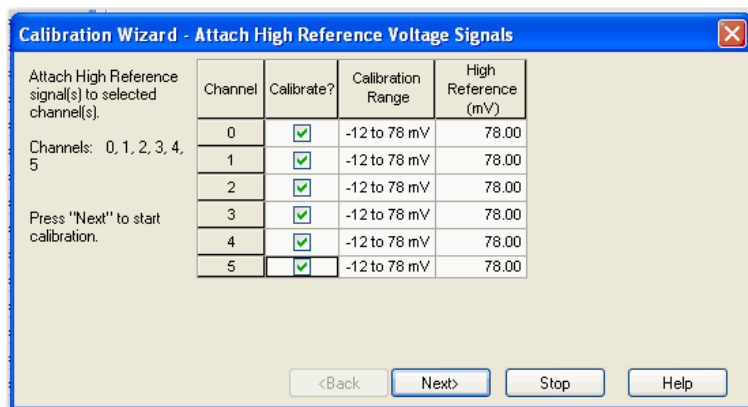 Calibration Wizard - Attach High Reference Voltage Signals
Attach High Reference
signal(s) to selected
channel(s).
Channels: 0, 1, 2, 3, 4,
5
Press "Next" to start
calibration.
Channel Calibrate? Calibration Range High Reference (mV)
0 -12 to 78 mV 78.00
1 -12 to 78 mV 78.00
2 -12 to 78 mV 78.00
3 -12 to 78 mV 78.00
4 -12 to 78 mV 78.00
5 -12 to 78 mV 78.00
<Back Next> Stop Help